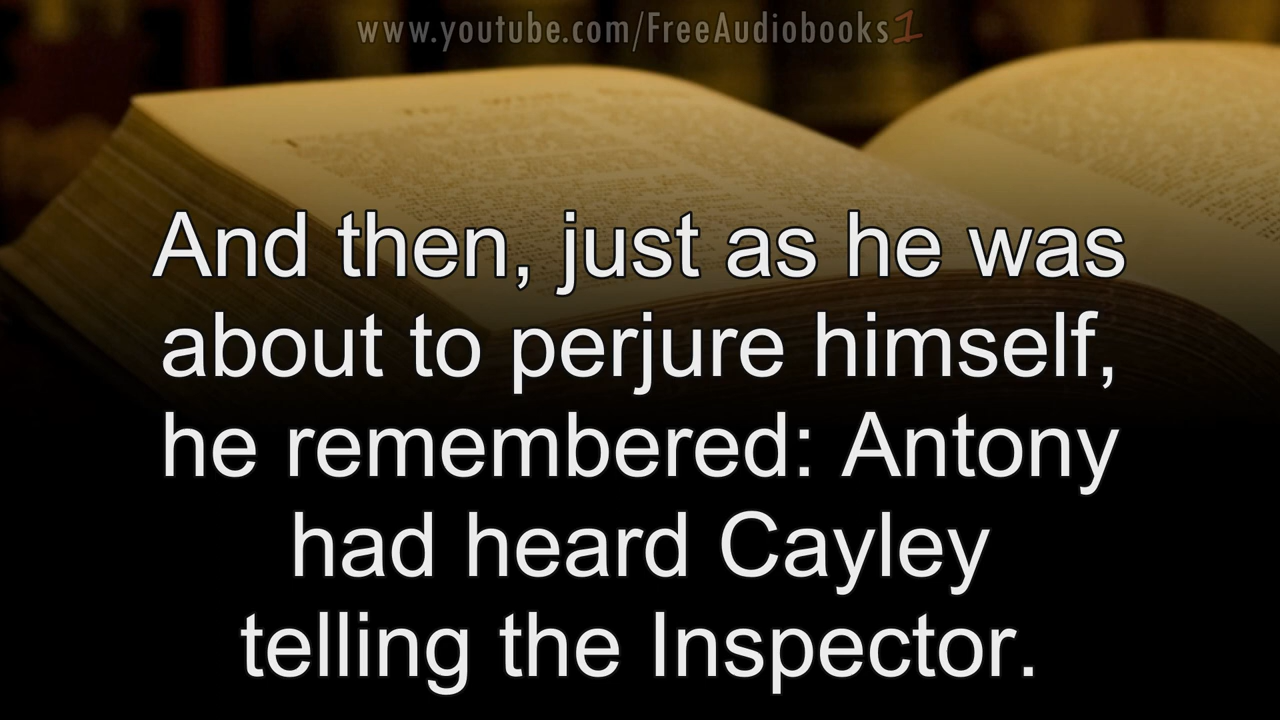 www.youtube.com/FreeAudiobooks1
And then, just as he was
about to perjure himself,
he remembered: Antony
had heard Cayley
telling the Inspector.